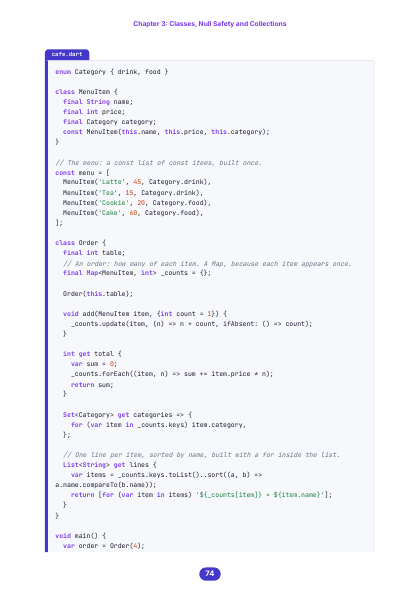 Chapter 3: Classes, Null Safety and Collections
cafe.dart
enum Category { drink, food }
class MenuItem {
  final String name;
  final int price;
  final Category category;
  const MenuItem(this.name, this.price, this.category);
}
// The menu: a const list of const items, built once.
const menu = [
  MenuItem('Latte', 45, Category.drink),
  MenuItem('Tea', 15, Category.drink),
  MenuItem('Cookie', 20, Category.food),
  MenuItem('Cake', 60, Category.food),
];
class Order {
  final int table;
  // An order: how many of each item. A Map, because each item appears once.
  final Map<MenuItem, int> _counts = {};
  Order(this.table);
  void add(MenuItem item, {int count = 1}) {
    _counts.update(item, (n) => n + count, ifAbsent: () => count);
  }
  int get total {
    var sum = 0;
    _counts.forEach((item, n) => sum += item.price * n);
    return sum;
  }
  Set<Category> get categories => {
    for (var item in _counts.keys) item.category,
  };
  // One line per item, sorted by name, built with a for inside the list.
  List<String> get lines {
    var items = _counts.keys.toList()..sort((a, b) =>
a.name.compareTo(b.name));
    return [for (var item in items) '${_counts[item]} × ${item.name}'];
  }
}
void main() {
  var order = Order(4);
74